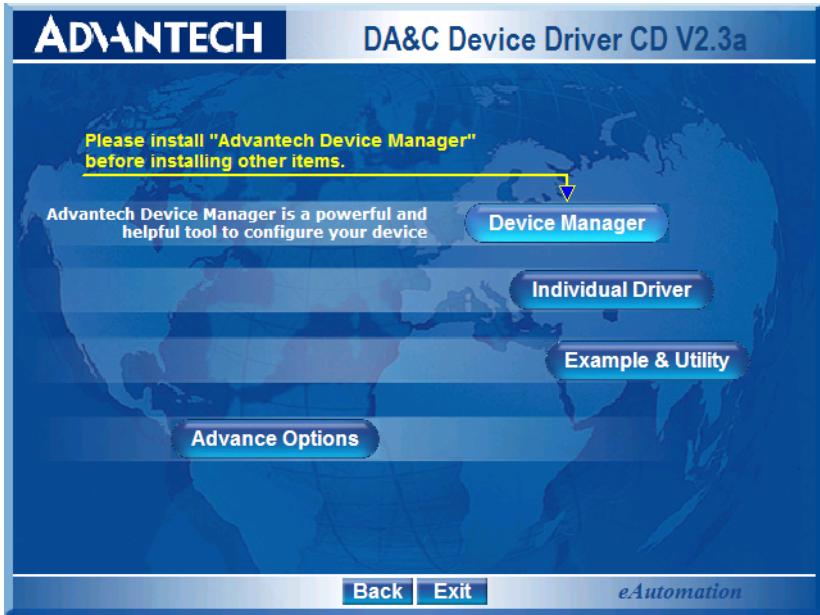 ADVANTECH
DA&C Device Driver CD V2.3a
Please install "Advantech Device Manager"
before installing other items.
Advantech Device Manager is a powerful and
helpful tool to configure your device
Device Manager
Individual Driver
Example & Utility
Advance Options
Back
Exit
eAutomation